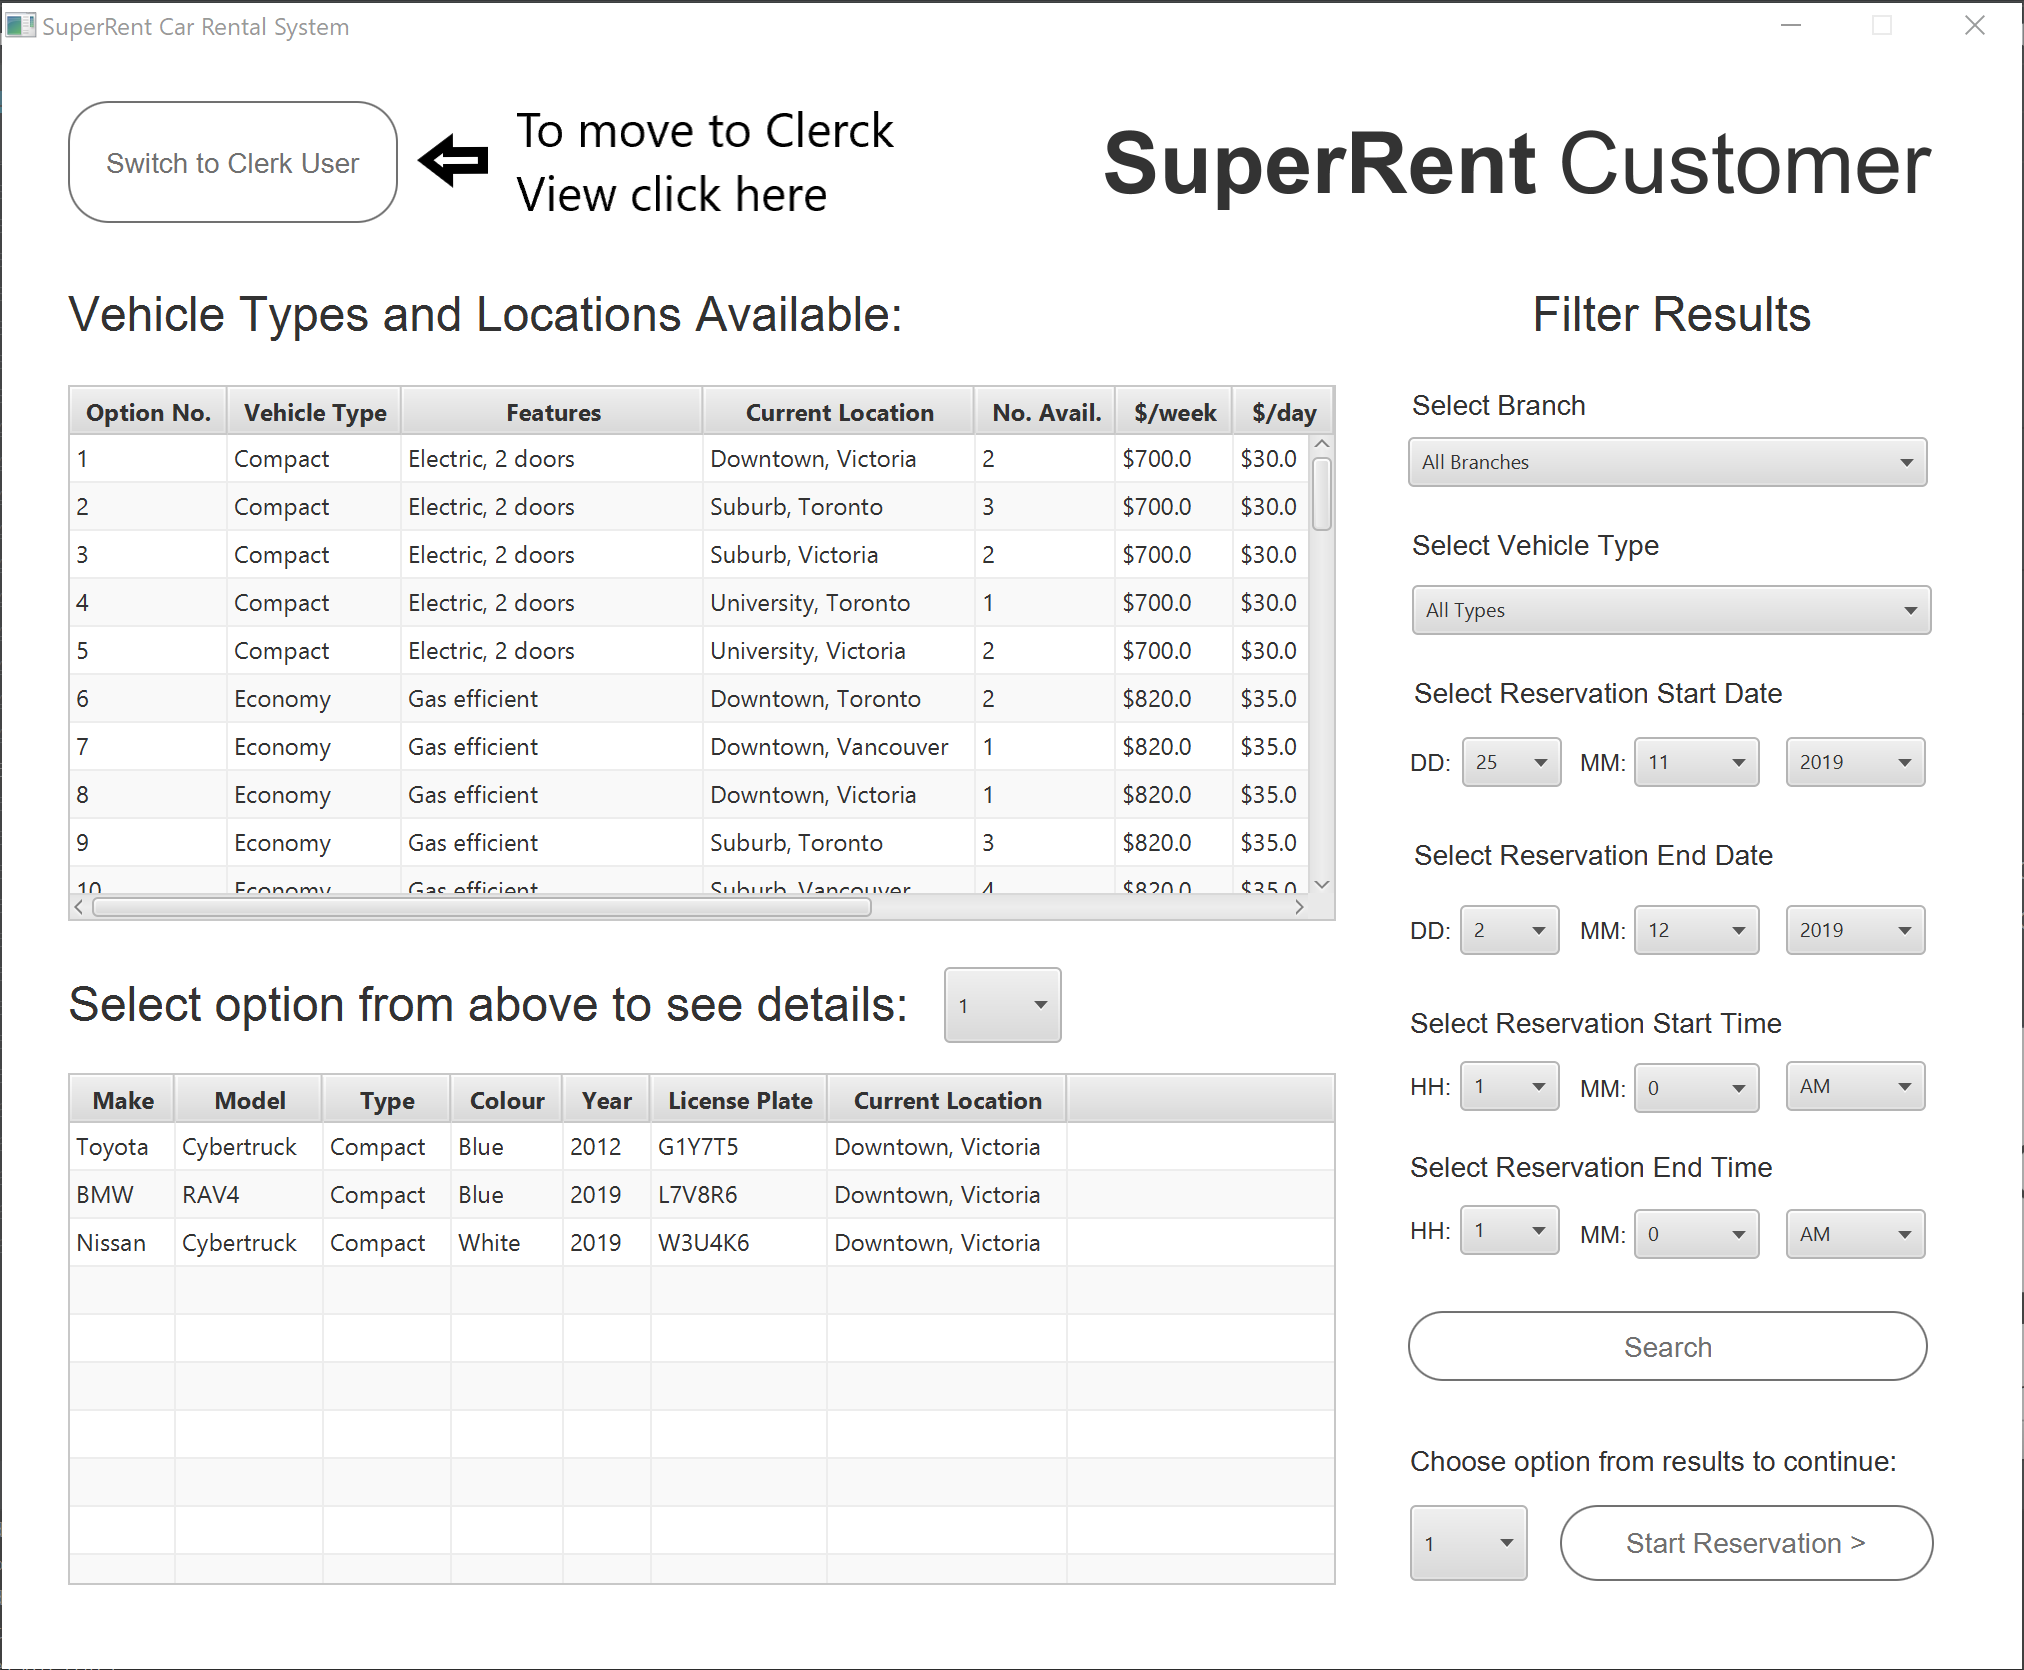 SuperRent Car Rental System
Switch to Clerk User
To move to Clerck
View click here
SuperRent Customer
Vehicle Types and Locations Available:
Option No. Vehicle Type Features Current Location No. Avail. $/week $/day
1 Compact Electric, 2 doors Downtown, Victoria 2 $700.0 $30.0
2 Compact Electric, 2 doors Suburb, Toronto 3 $700.0 $30.0
3 Compact Electric, 2 doors Suburb, Victoria 2 $700.0 $30.0
4 Compact Electric, 2 doors University, Toronto 1 $700.0 $30.0
5 Compact Electric, 2 doors University, Victoria 2 $700.0 $30.0
6 Economy Gas efficient Downtown, Toronto 2 $820.0 $35.0
7 Economy Gas efficient Downtown, Vancouver 1 $820.0 $35.0
8 Economy Gas efficient Downtown, Victoria 1 $820.0 $35.0
9 Economy Gas efficient Suburb, Toronto 3 $820.0 $35.0
10 Economy Gas efficient Suburb, Vancouver 4 $820.0 $35.0
Select option from above to see details: 1
Make Model Type Colour Year License Plate Current Location
Toyota Cybertruck Compact Blue 2012 G1Y7T5 Downtown, Victoria
BMW RAV4 Compact Blue 2019 L7V8R6 Downtown, Victoria
Nissan Cybertruck Compact White 2019 W3U4K6 Downtown, Victoria
Filter Results
Select Branch
All Branches
Select Vehicle Type
All Types
Select Reservation Start Date
DD: 25 MM: 11 2019
Select Reservation End Date
DD: 2 MM: 12 2019
Select Reservation Start Time
HH: 1 MM: 0 AM
Select Reservation End Time
HH: 1 MM: 0 AM
Search
Choose option from results to continue:
1 Start Reservation >